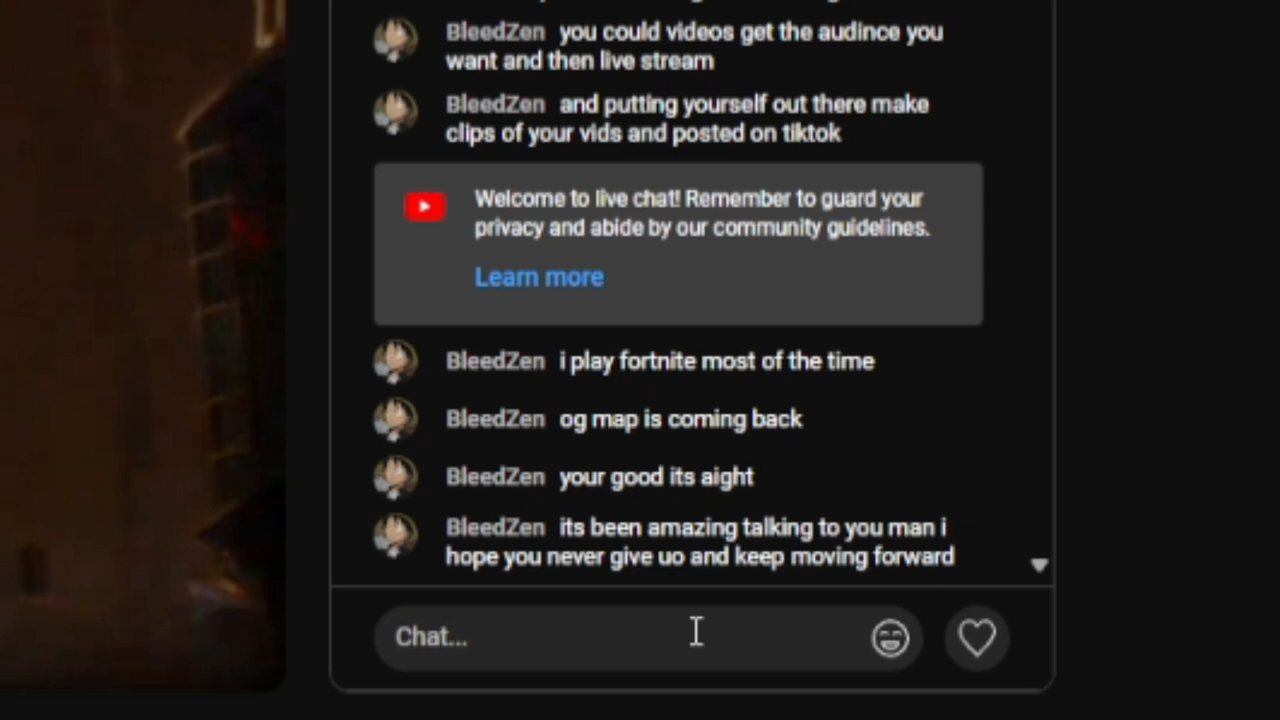 BleedZen you could videos get the audince you
want and then live stream
BleedZen and putting yourself out there make
clips of your vids and posted on tiktok
Welcome to live chat! Remember to guard your
privacy and abide by our community guidelines.
Learn more
BleedZen i play fortnite most of the time
BleedZen og map is coming back
BleedZen your good its aight
BleedZen its been amazing talking to you man i
hope you never give uo and keep moving forward
Chat...